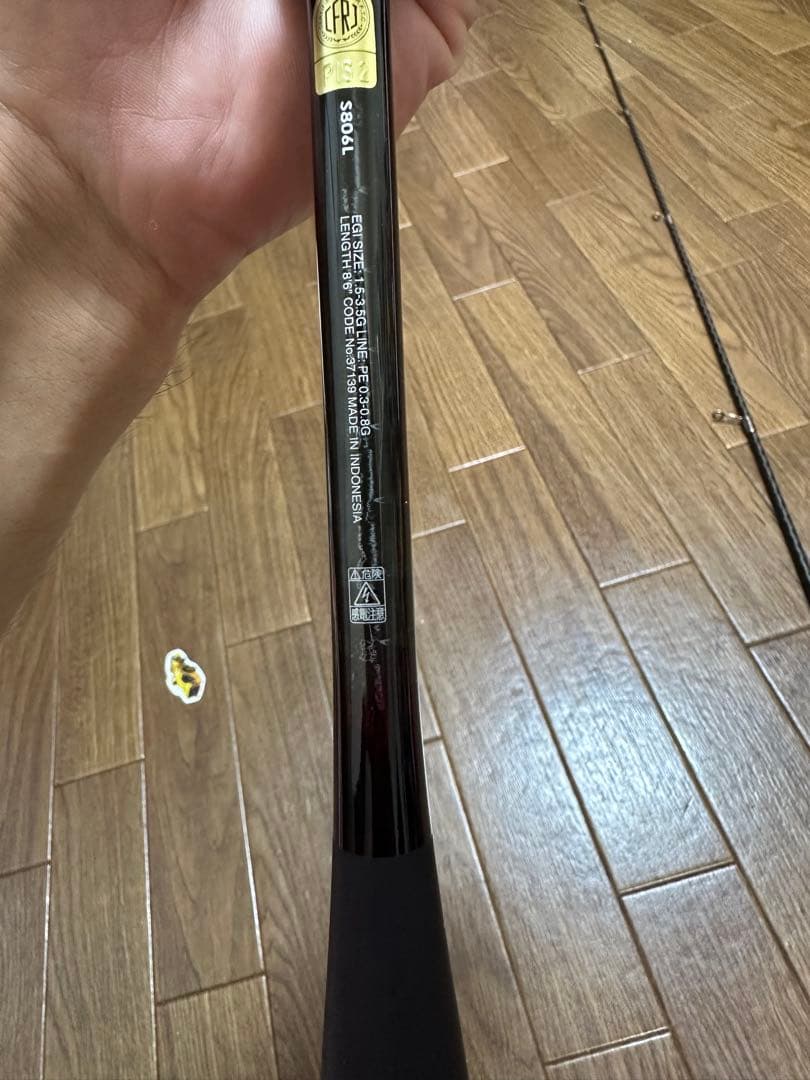 CFRJ
S806L
EGI SIZE: 1.5-3.5G LINE: PE 0.3-0.8G
LENGTH 8'6" CODE No:37139 MADE IN INDONESIA
危険
感電注意